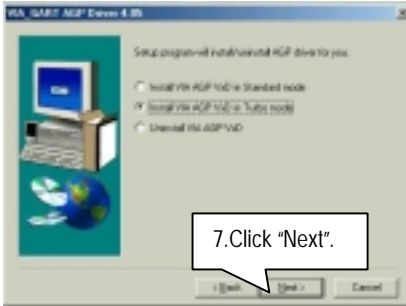 VIA_GART AGP Driver 4.05
Setup program will install/uninstall AGP driver for you.
Install VIA AGP VxD in Standard mode
Install VIA AGP VxD in Turbo mode
Uninstall VIA AGP VxD
7.Click “Next”.
< Back
Next >
Cancel